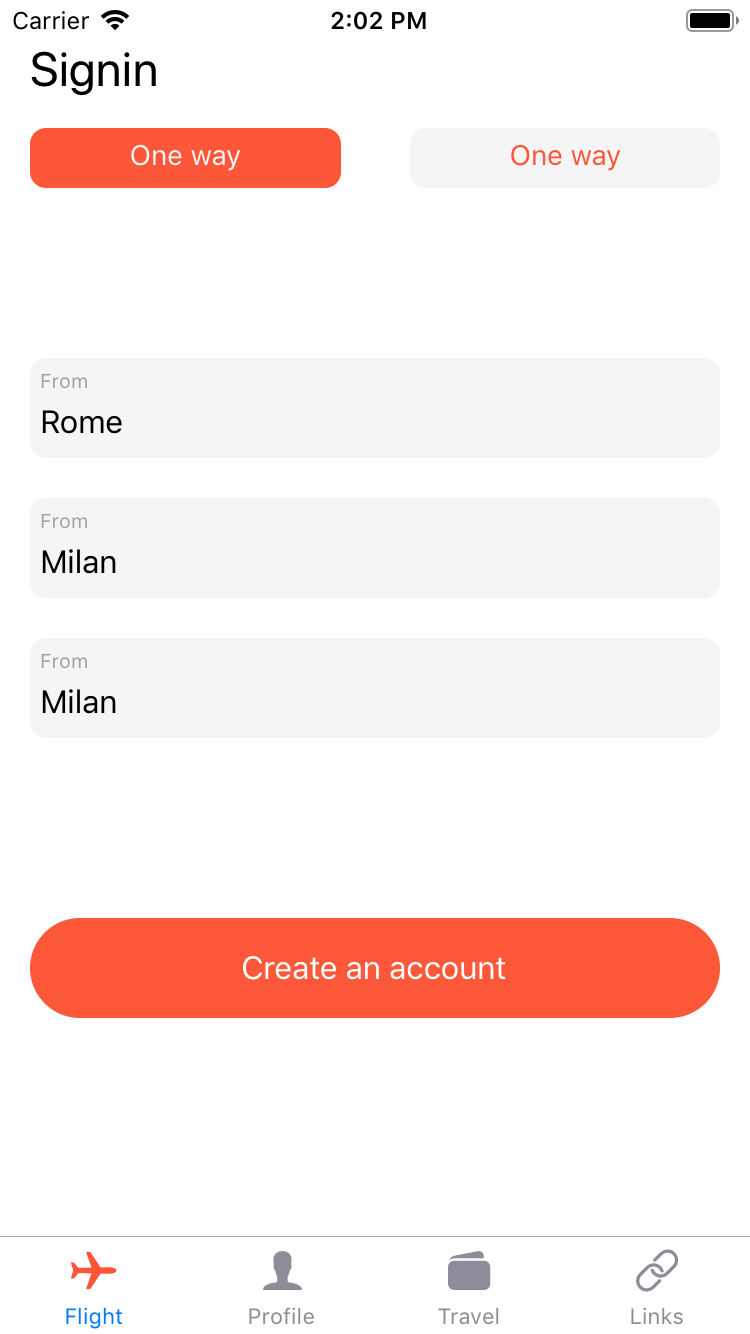 Carrier 2:02 PM
Signin
One way One way
From
Rome
From
Milan
From
Milan
Create an account
Flight Profile Travel Links